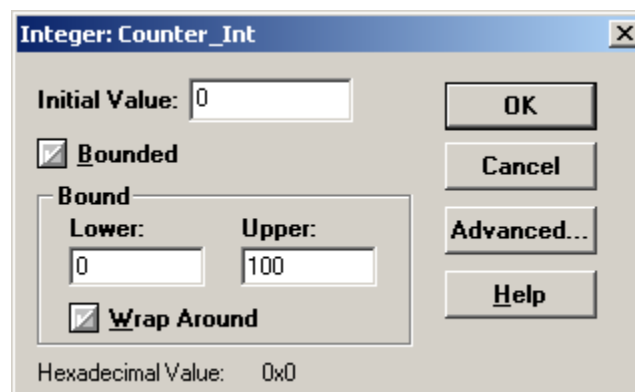 Integer: Counter_Int
Initial Value: 0
OK
Bounded
Cancel
Bound
Lower: Upper:
Advanced...
0 100
Help
Wrap Around
Hexadecimal Value: 0x0